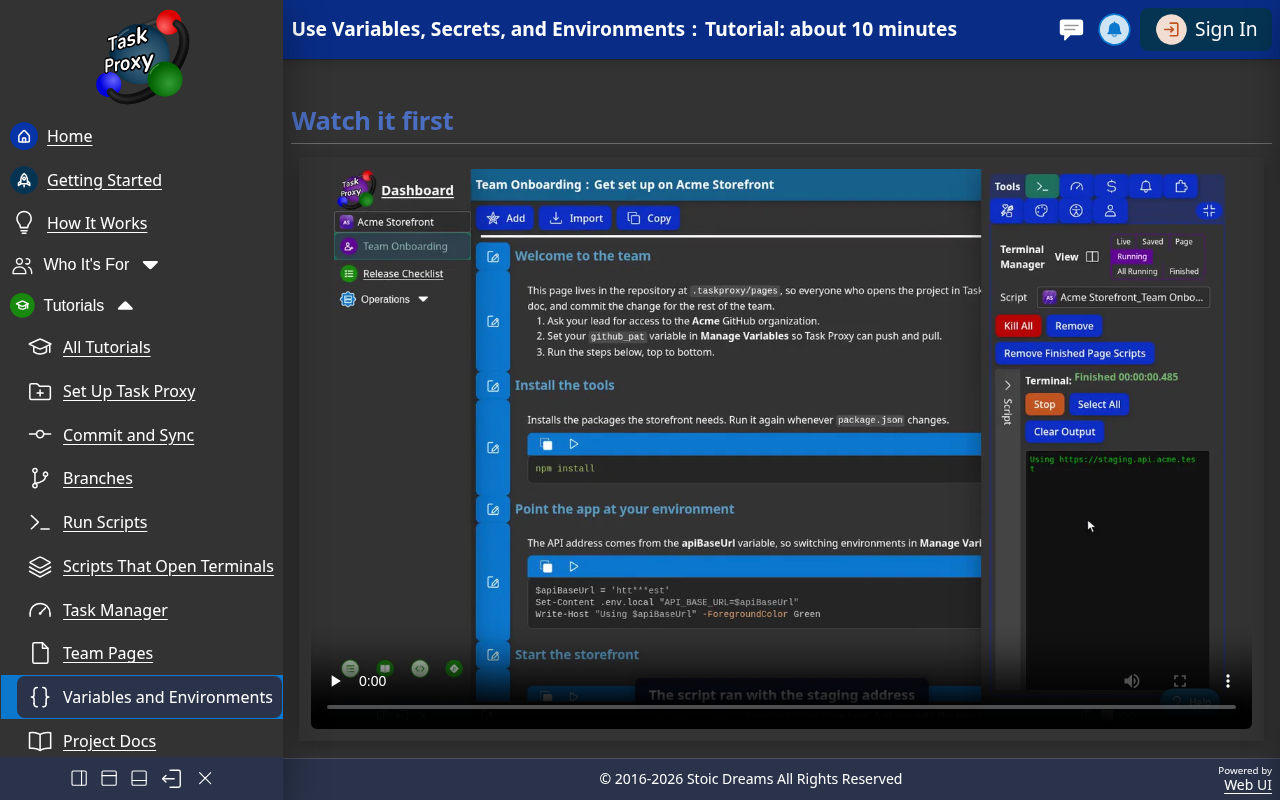 Task
Proxy
Home
Getting Started
How It Works
Who It's For
Tutorials
All Tutorials
Set Up Task Proxy
Commit and Sync
Branches
Run Scripts
Scripts That Open Terminals
Task Manager
Team Pages
Variables and Environments
Project Docs
Use Variables, Secrets, and Environments : Tutorial: about 10 minutes
Sign In
Watch it first
Task
Proxy
Dashboard
AS Acme Storefront
Team Onboarding
Release Checklist
Operations
Team Onboarding : Get set up on Acme Storefront
Add Import Copy
Welcome to the team
This page lives in the repository at .taskproxy/pages, so everyone who opens the project in Task
doc, and commit the change for the rest of the team.
1. Ask your lead for access to the Acme GitHub organization.
2. Set your github_pat variable in Manage Variables so Task Proxy can push and pull.
3. Run the steps below, top to bottom.
Install the tools
Installs the packages the storefront needs. Run it again whenever package.json changes.
npm install
Point the app at your environment
The API address comes from the apiBaseUrl variable, so switching environments in Manage Vari
$apiBaseUrl = 'htt***est'
Set-Content .env.local "API_BASE_URL=$apiBaseUrl"
Write-Host "Using $apiBaseUrl" -ForegroundColor Green
Start the storefront
Tools
Terminal
Manager
View
Live Saved Page
Running
All Running Finished
Script AS Acme Storefront_Team Onbo...
Kill All Remove
Remove Finished Page Scripts
Script
Terminal: Finished 00:00:00.485
Stop Select All
Clear Output
Using https://staging.api.acme.tes
t
The script ran with the staging address
Help
0:00
© 2016-2026 Stoic Dreams All Rights Reserved
Powered by
Web UI